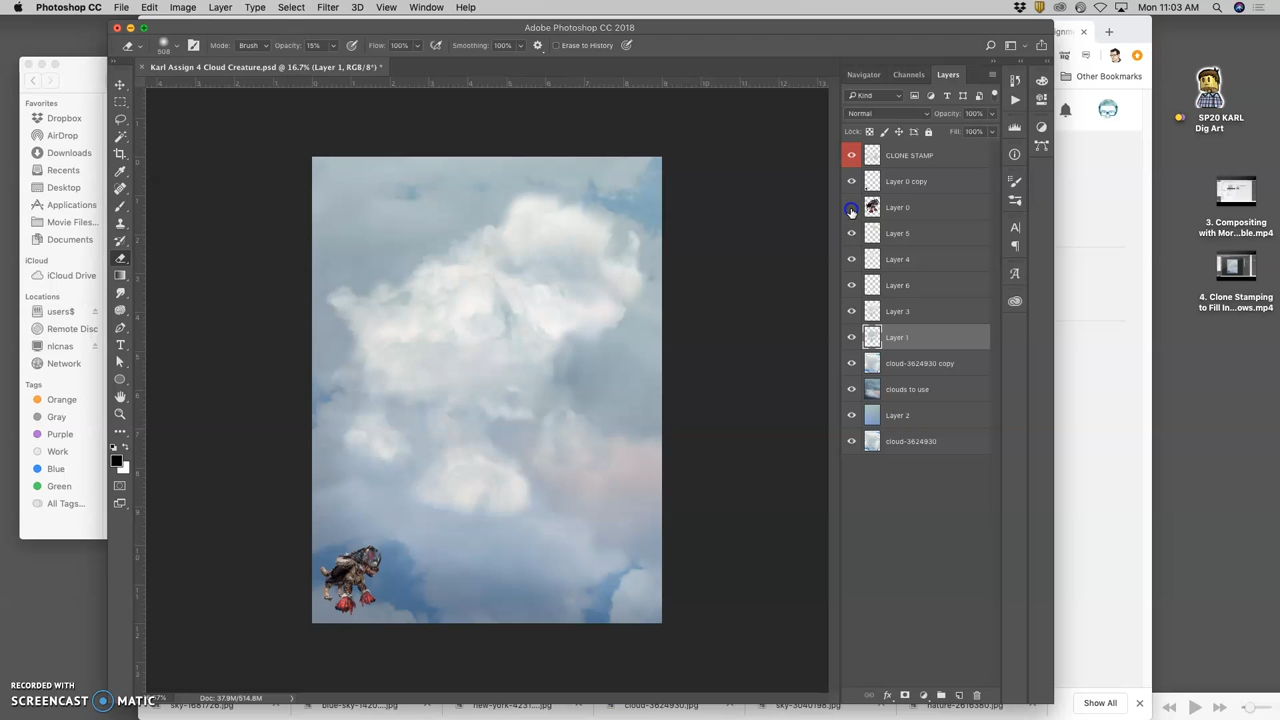 Photoshop CC File Edit Image Layer Type Select Filter 3D View Window Help Mon 11:03 AM
Adobe Photoshop CC 2018
508 Mode: Brush Opacity: 15% Flow: 100% Smoothing: 100% Erase to History
Karl Assign 4 Cloud Creature.psd @ 16.7% (Layer 1, RGB/8*) *
Favorites
Dropbox
AirDrop
Downloads
Recents
Desktop
Applications
Movie Files...
Documents
iCloud
iCloud Drive
Locations
users$
Remote Disc
nlcnas
Network
Tags
Orange
Gray
Purple
Work
Blue
Green
All Tags...
Navigator Channels Layers
Kind
Normal Opacity: 100%
Lock: Fill: 100%
CLONE STAMP
Layer 0 copy
Layer 0
Layer 5
Layer 4
Layer 6
Layer 3
Layer 1
cloud-3624930 copy
clouds to use
Layer 2
cloud-3624930
Other Bookmarks
SP20 KARL
Dig Art
3. Compositing
with Mor...ble.mp4
4. Clone Stamping
to Fill In...ows.mp4
Doc: 37.9M/514.8M
RECORDED WITH
SCREENCAST MATIC
Show All